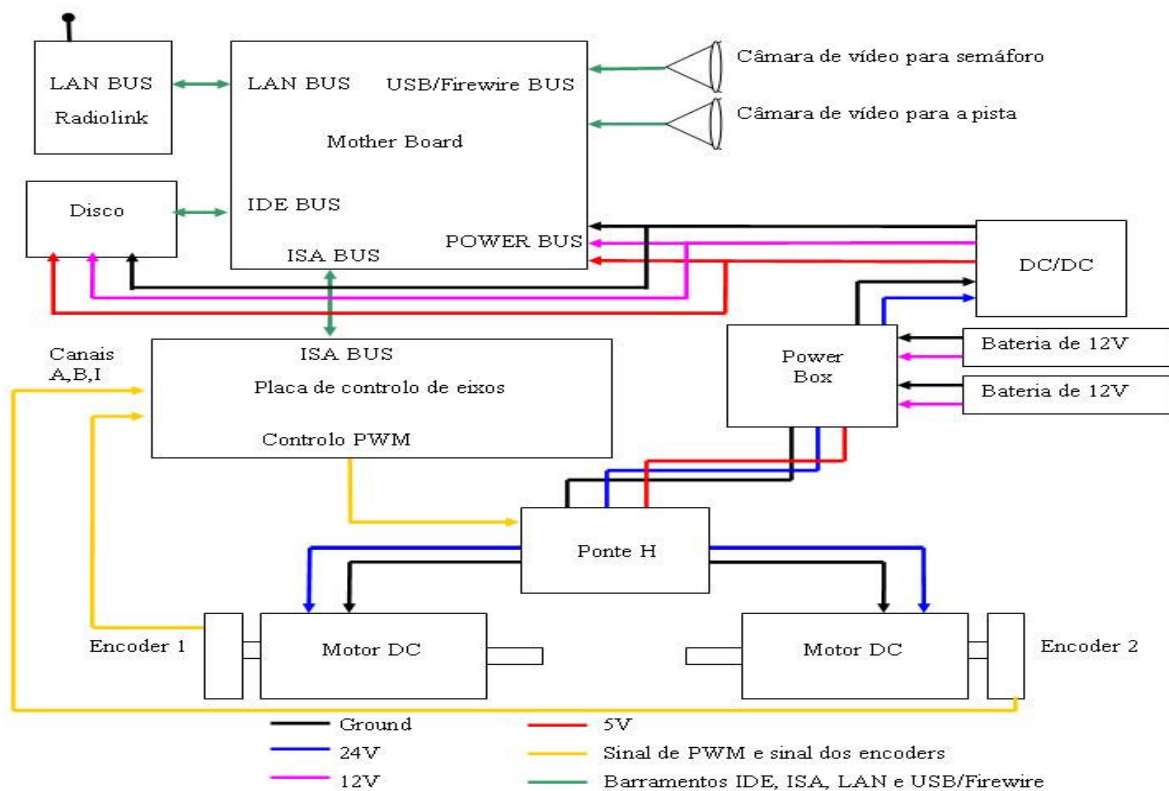 LAN BUS
Radiolink
LAN BUS
USB/Firewire BUS
Mother Board
IDE BUS
POWER BUS
ISA BUS
Câmara de vídeo para semáforo
Câmara de vídeo para a pista
Disco
DC/DC
Power
Box
Bateria de 12V
Bateria de 12V
Canais
A,B,I
ISA BUS
Placa de controlo de eixos
Controlo PWM
Ponte H
Encoder 1
Motor DC
Motor DC
Encoder 2
Ground
24V
12V
5V
Sinal de PWM e sinal dos encoders
Barramentos IDE, ISA, LAN e USB/Firewire